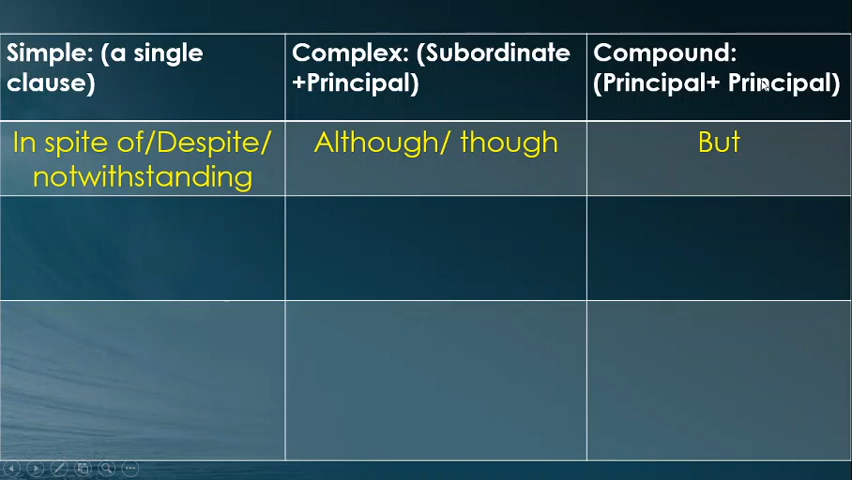 Simple: (a single
clause)
Complex: (Subordinate
+Principal)
Compound:
(Principal+ Principal)
In spite of/Despite/
notwithstanding
Although/ though
But